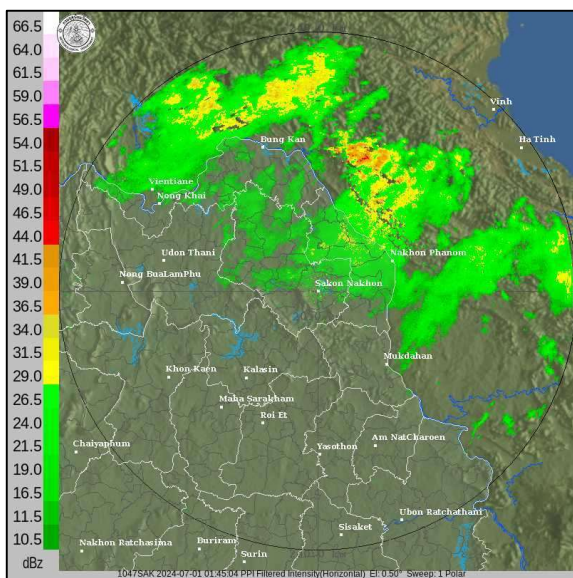 66.5
64.0
61.5
59.0
56.5
54.0
51.5
49.0
46.5
44.0
41.5
39.0
36.5
34.0
31.5
29.0
26.5
24.0
21.5
19.0
16.5
13.0
10.5
dBz
Vinh
Ha Tinh
Bung Kan
Vientiane
Nong Khai
Nakhon Phanom
Udon Thani
Nong BuaLamPhu
Sakon Nakhon
Mukdahan
Khon Kaen
Kalasin
Maha Sarakham
Roi Et
Chaiyaphum
Yasothon
Am NatCharoen
Ubon Ratchathani
Sisaket
Nakhon Ratchasima
Buriram
Surin
1047SAK 2024-07-01 01:45:04 PPI Filtered Intensity(Horizontal) El: 0.50° Sweep: 1 Polar